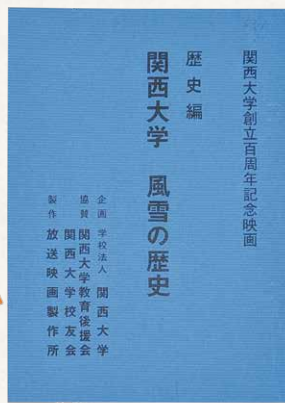 関西大学創立百周年記念映画
歴史編
関西大学 風雪の歴史
企画 学校法人 関西大学
協賛 関西大学教育後援会
関西大学校友会
製作 放送映画製作所